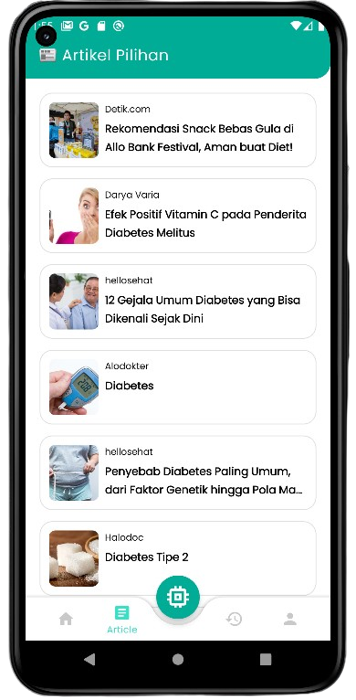 Artikel Pilihan
Detik.com
Rekomendasi Snack Bebas Gula di
Allo Bank Festival, Aman buat Diet!
Darya Varia
Efek Positif Vitamin C pada Penderita
Diabetes Melitus
hellosehat
12 Gejala Umum Diabetes yang Bisa
Dikenali Sejak Dini
Alodokter
Diabetes
hellosehat
Penyebab Diabetes Paling Umum,
dari Faktor Genetik hingga Pola Ma...
Halodoc
Diabetes Tipe 2
Article